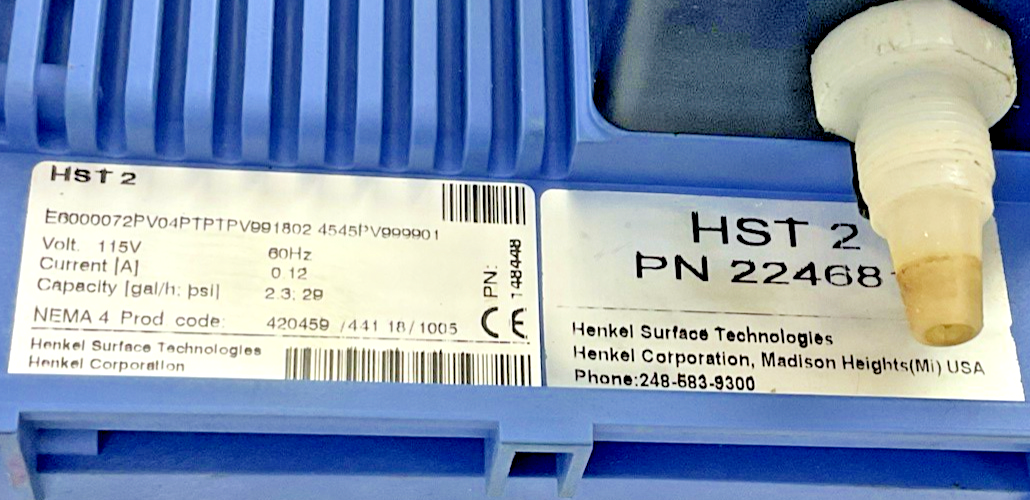 HST 2
E6000072PV04PTPTPV991802 4545PV999901
Volt. 115V 60Hz
Current [A] 0.12
Capacity [gal/h; psi] 2.3; 29
NEMA 4 Prod code: 420459 /441 18/1005
PN:
CE
Henkel Surface Technologies
Henkel Corporation
HST 2
PN 22468
Henkel Surface Technologies
Henkel Corporation, Madison Heights(Mi) USA
Phone:248-583-9300